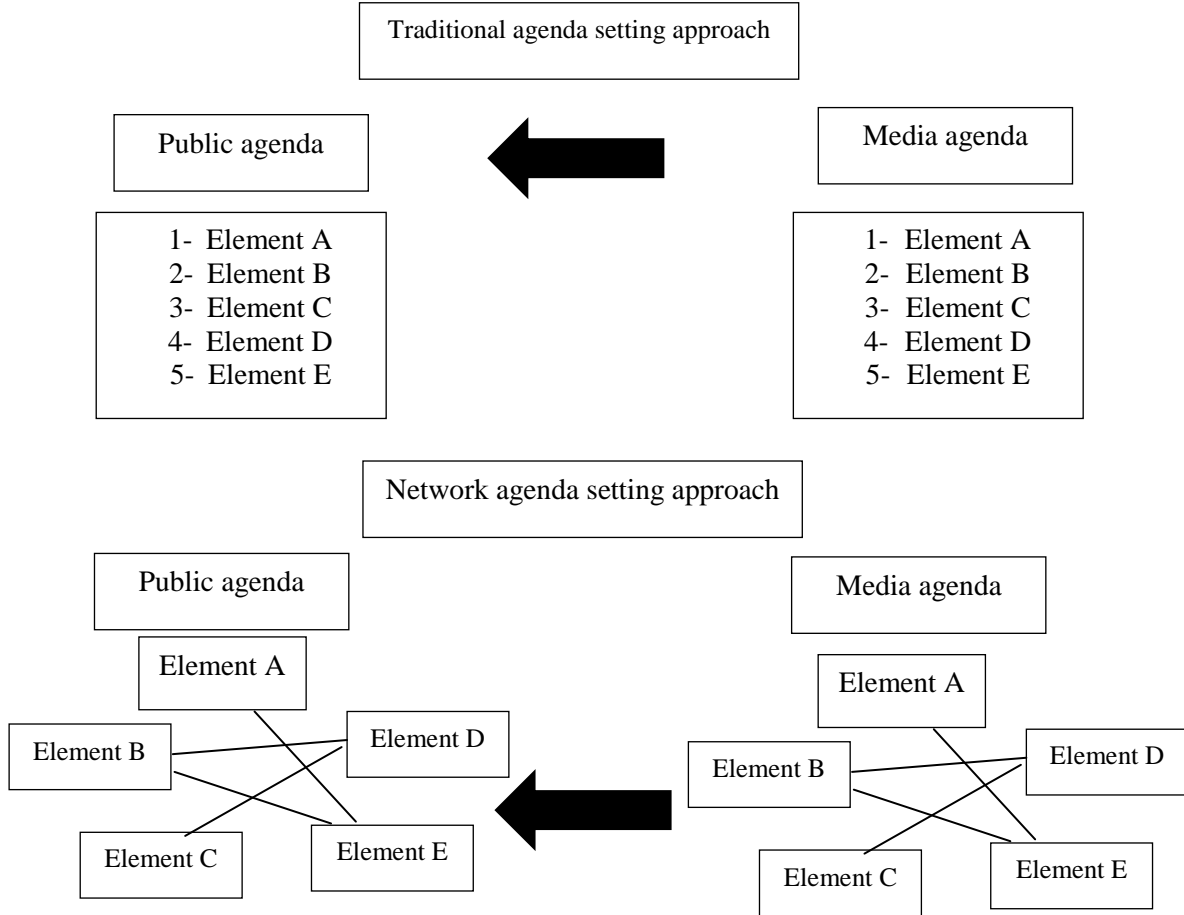 Traditional agenda setting approach
Public agenda
Media agenda
1- Element A
2- Element B
3- Element C
4- Element D
5- Element E
1- Element A
2- Element B
3- Element C
4- Element D
5- Element E
Network agenda setting approach
Public agenda
Media agenda
Element A
Element B
Element D
Element C
Element E
Element A
Element B
Element D
Element C
Element E